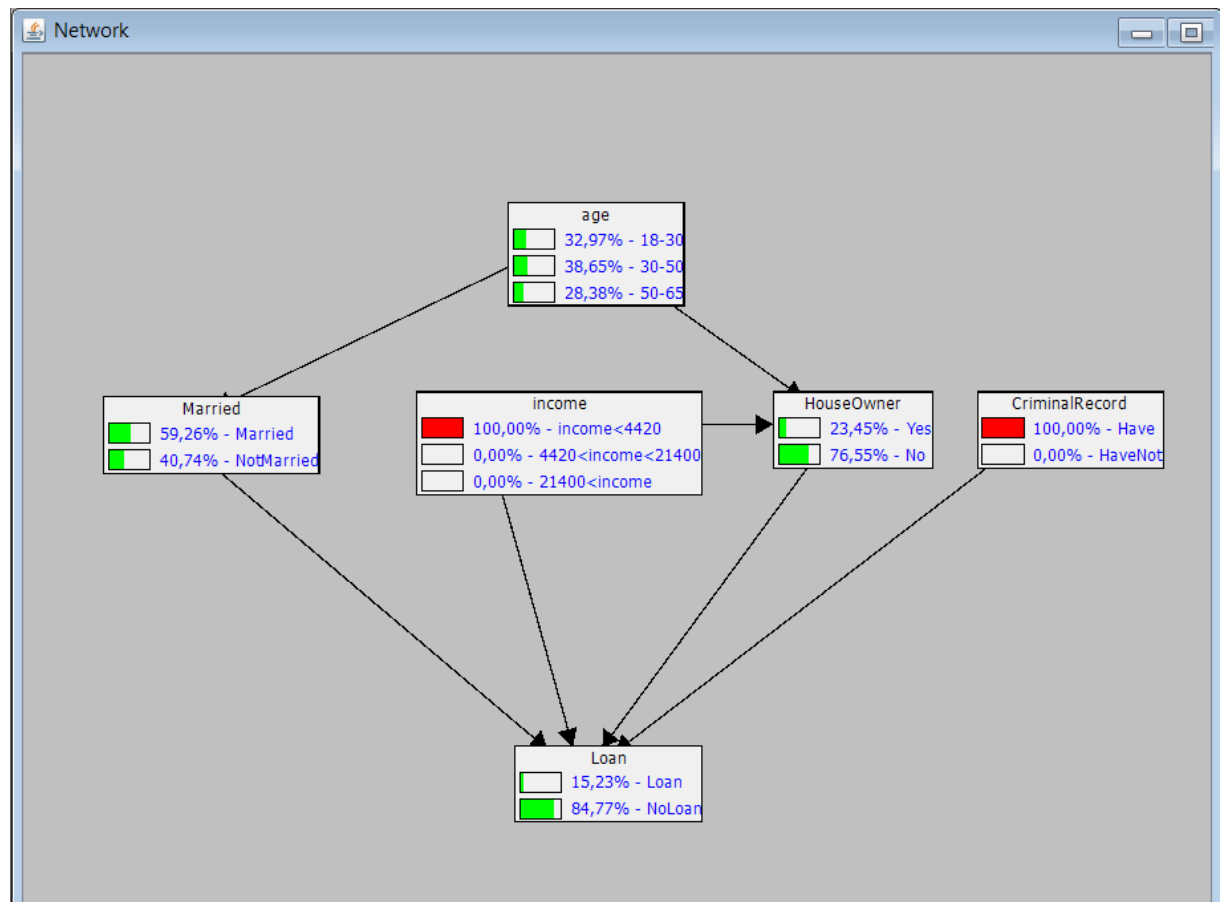 Network
age
32,97% - 18-30
38,65% - 30-50
28,38% - 50-65
Married
59,26% - Married
40,74% - NotMarried
income
100,00% - income<4420
0,00% - 4420<income<21400
0,00% - 21400<income
HouseOwner
23,45% - Yes
76,55% - No
CriminalRecord
100,00% - Have
0,00% - HaveNot
Loan
15,23% - Loan
84,77% - NoLoan